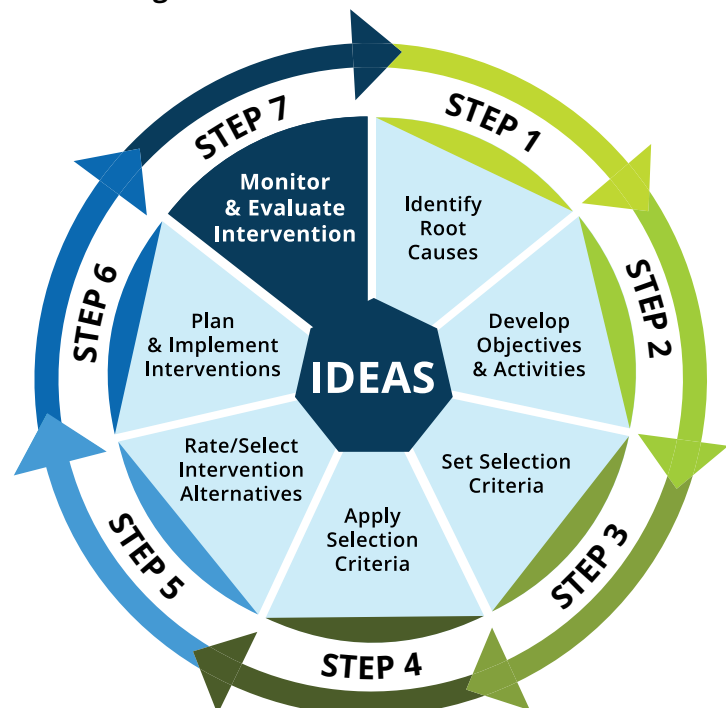 STEP 1
Identify
Root
Causes
STEP 2
Develop
Objectives
& Activities
STEP 3
Set Selection
Criteria
STEP 4
Apply
Selection
Criteria
STEP 5
Rate/Select
Intervention
Alternatives
STEP 6
Plan
& Implement
Interventions
STEP 7
Monitor
& Evaluate
Intervention
IDEAS